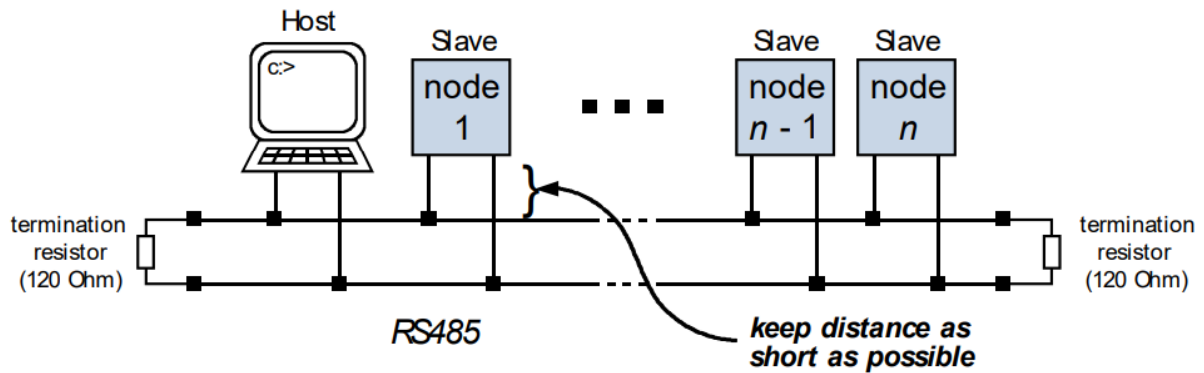 Host
c:>
Slave
node
1
Slave
node
n - 1
Slave
node
n
termination
resistor
(120 Ohm)
termination
resistor
(120 Ohm)
RS485
keep distance as
short as possible